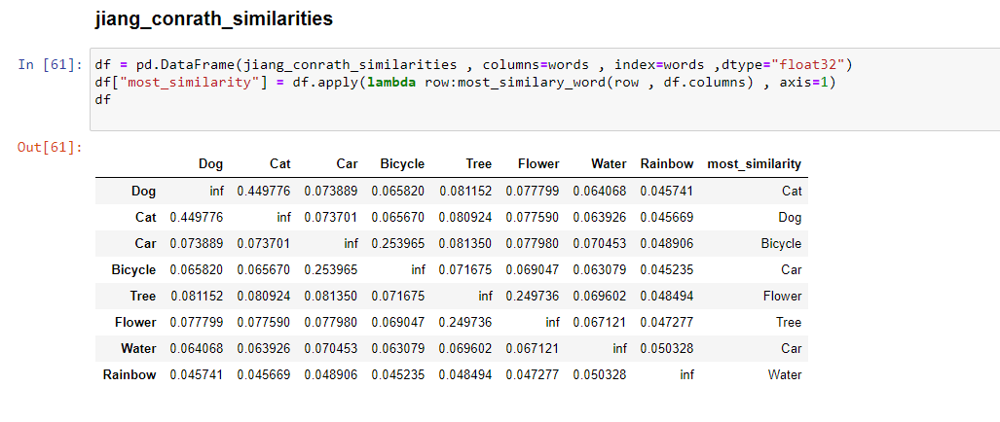 jiang_conrath_similarities
In [61]: df = pd.DataFrame(jiang_conrath_similarities , columns=words , index=words ,dtype="float32")
df["most_similarity"] = df.apply(lambda row:most_similary_word(row , df.columns) , axis=1)
df
Out[61]:
Dog Cat Car Bicycle Tree Flower Water Rainbow most_similarity
Dog inf 0.449776 0.073889 0.065820 0.081152 0.077799 0.064068 0.045741 Cat
Cat 0.449776 inf 0.073701 0.065670 0.080924 0.077590 0.063926 0.045669 Dog
Car 0.073889 0.073701 inf 0.253965 0.081350 0.077980 0.070453 0.048906 Bicycle
Bicycle 0.065820 0.065670 0.253965 inf 0.071675 0.069047 0.063079 0.045235 Car
Tree 0.081152 0.080924 0.081350 0.071675 inf 0.249736 0.069602 0.048494 Flower
Flower 0.077799 0.077590 0.077980 0.069047 0.249736 inf 0.067121 0.047277 Tree
Water 0.064068 0.063926 0.070453 0.063079 0.069602 0.067121 inf 0.050328 Car
Rainbow 0.045741 0.045669 0.048906 0.045235 0.048494 0.047277 0.050328 inf Water